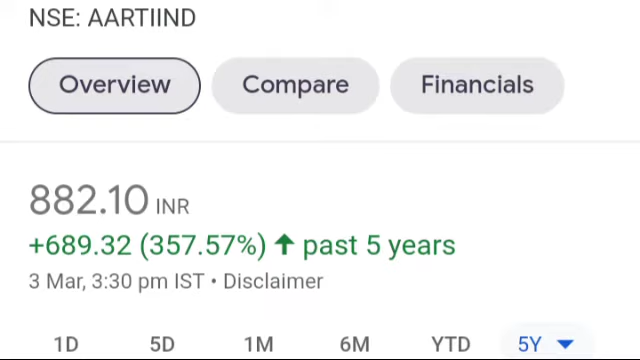 NSE: AARTIIND
Overview Compare Financials
882.10 INR
+689.32 (357.57%) ↑ past 5 years
3 Mar, 3:30 pm IST • Disclaimer
1D 5D 1M 6M YTD 5Y